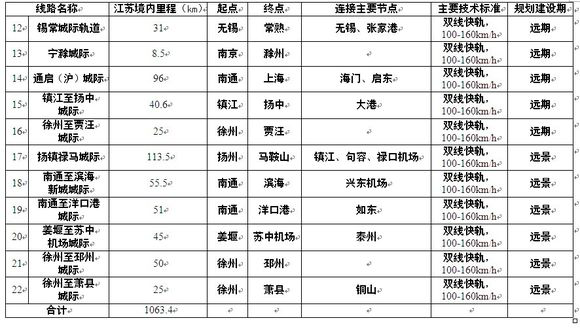 线路名称 江苏境内里程（km） 起点 终点 连接主要节点 主要技术标准 规划建设期
12 锡常城际轨道 31 无锡 常熟 无锡、张家港 双线快轨，100-160km/h 远期
13 宁滁城际 8.5 南京 滁州 双线快轨，100-160km/h 远期
14 通启（沪）城际 96 南通 上海 海门、启东 双线快轨，100-160km/h 远期
15 镇江至扬中城际 40.6 镇江 扬中 大港 双线快轨，100-160km/h 远期
16 徐州至贾汪城际 25 徐州 贾汪 双线快轨，100-160km/h 远期
17 扬镇禄马城际 113.5 扬州 马鞍山 镇江、句容、禄口机场 双线快轨，100-160km/h 远景
18 南通至滨海新城城际 55.5 南通 滨海 兴东机场 双线快轨，100-160km/h 远景
19 南通至洋口港城际 51 南通 洋口港 如东 双线快轨，100-160km/h 远景
20 姜堰至苏中机场城际 45 姜堰 苏中机场 泰州 双线快轨，100-160km/h 远景
21 徐州至邳州城际 50 徐州 邳州 双线快轨，100-160km/h 远景
22 徐州至萧县城际 25 徐州 萧县 铜山 双线快轨，100-160km/h 远景
合计 1063.4